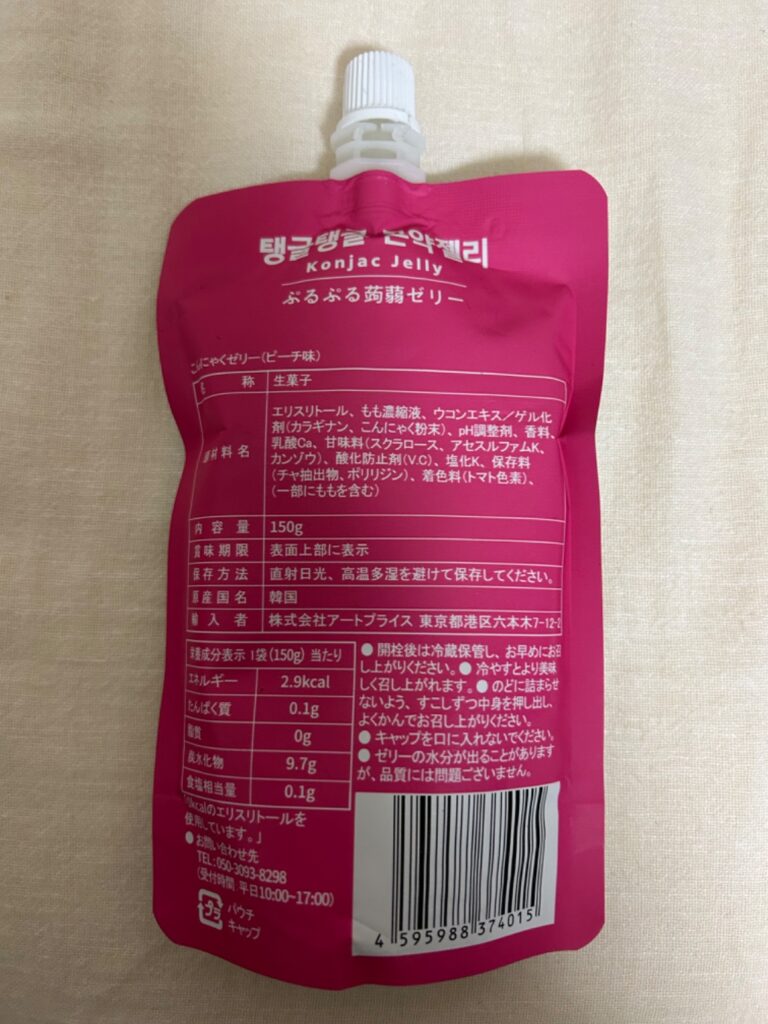 탱글탱글 곤약젤리
Konjac Jelly
ぷるぷる蒟蒻ゼリー
こんにゃくゼリー(ピーチ味)
名 称 生菓子
原材料名 エリスリトール、もも濃縮液、ウコンエキス/ゲル化
剤(カラギナン、こんにゃく粉末)、pH調整剤、香料、
乳酸Ca、甘味料(スクラロース、アセスルファムK、
カンゾウ)、酸化防止剤(V.C)、塩化K、保存料
(チャ抽出物、ポリリジン)、着色料(トマト色素)、
(一部にももを含む)
内容量 150g
賞味期限 表面上部に表示
保存方法 直射日光、高温多湿を避けて保存してください。
原産国名 韓国
輸入者 株式会社アートプライス 東京都港区六本木7-12-2
栄養成分表示 1袋(150g) 当たり
エネルギー 2.9kcal
たんぱく質 0.1g
脂質 0g
炭水化物 9.7g
食塩相当量 0.1g
「0kcalのエリスリトールを
使用しています。」
● お問い合わせ先
TEL:050-3093-8298
(受付時間:平日10:00~17:00)
プラ
パウチ
キャップ
● 開栓後は冷蔵保管し、お早めにお召
し上がりください。● 冷やすとより美味
しく召し上がれます。● のどに詰まらせ
ないよう、すこしずつ中身を押し出し、
よくかんでお召し上がりください。
● キャップを口に入れないでください。
● ゼリーの水分が出ることがあります
が、品質には問題ございません。
4 595988 374015